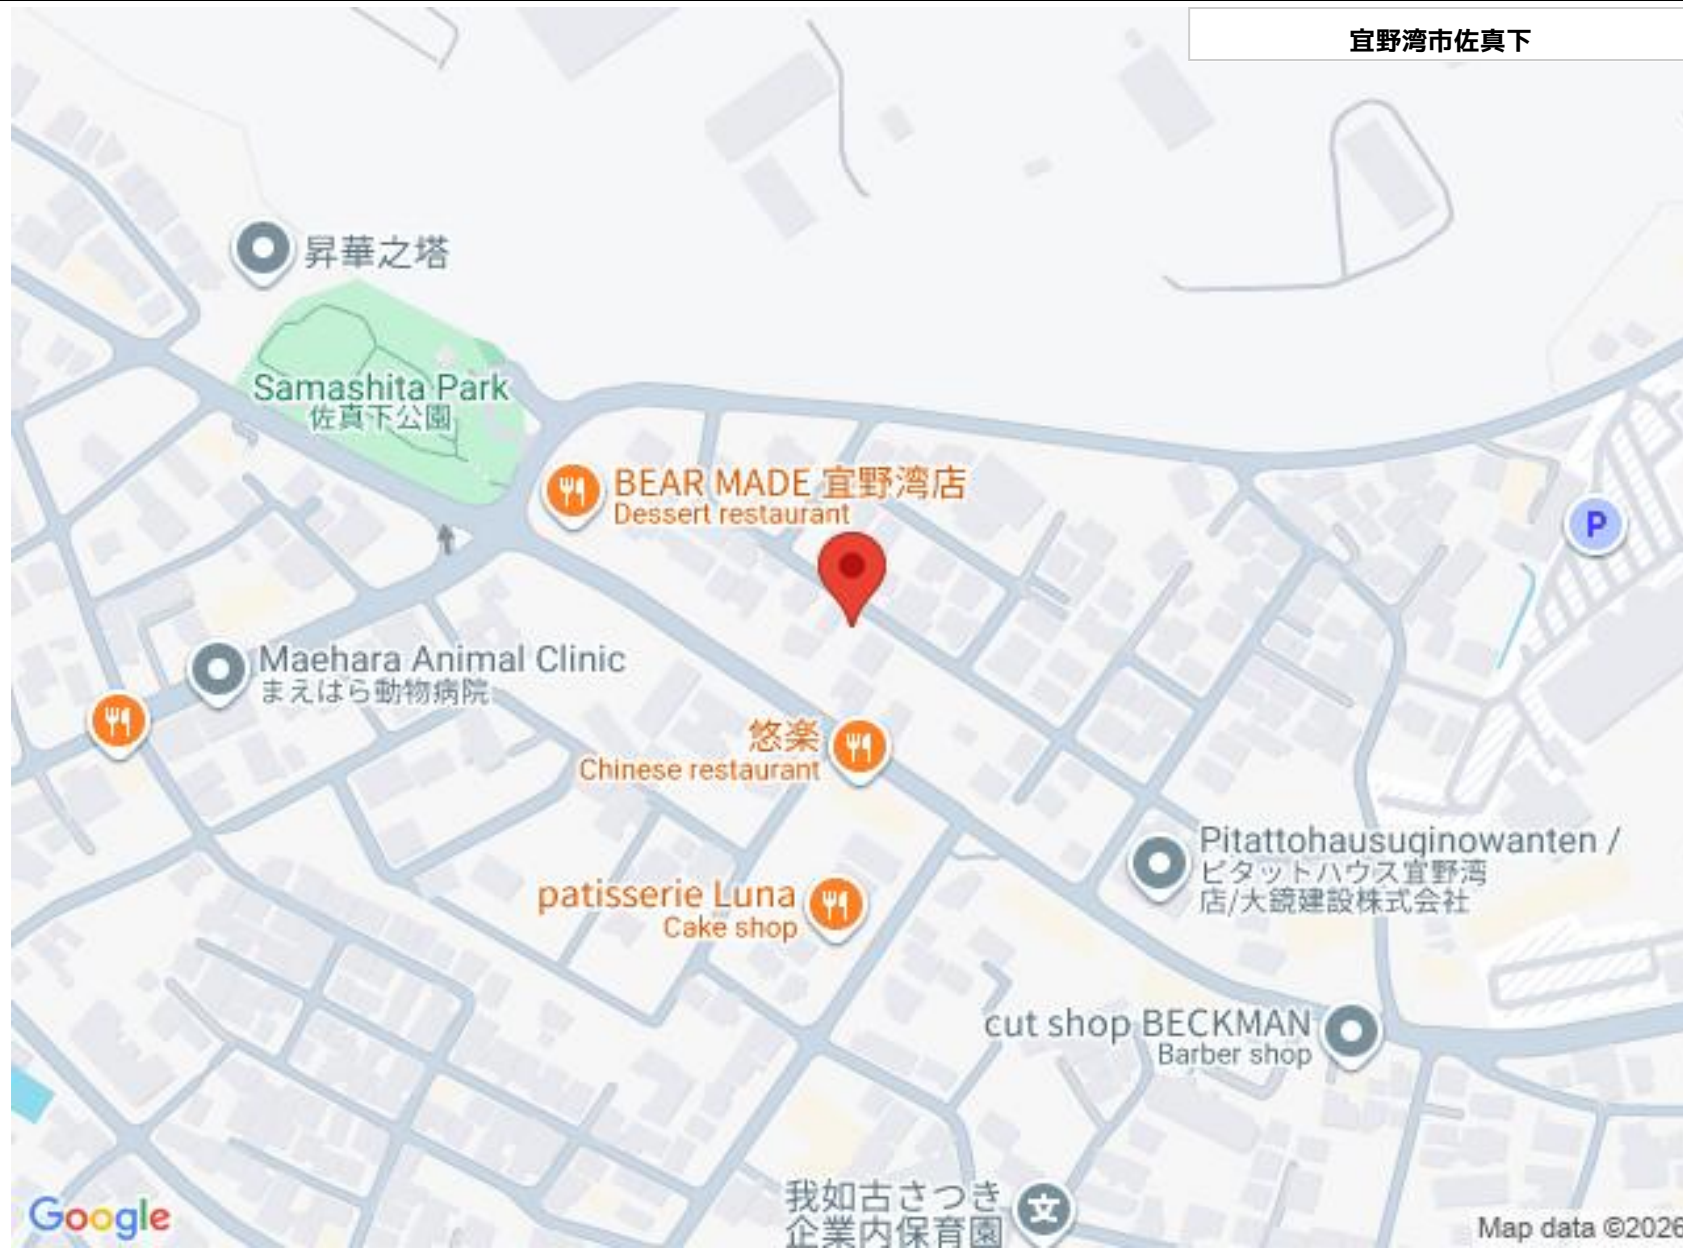 宜野湾市佐真下
昇華之塔
Samashita Park
佐真下公園
BEAR MADE 宜野湾店
Dessert restaurant
P
Maehara Animal Clinic
まえはら動物病院
悠楽
Chinese restaurant
Pitattohausuginowanten /
ピタットハウス宜野湾
店/大鏡建設株式会社
patisserie Luna
Cake shop
cut shop BECKMAN
Barber shop
我如古さつき
企業内保育園
文
Google
Map data ©2026